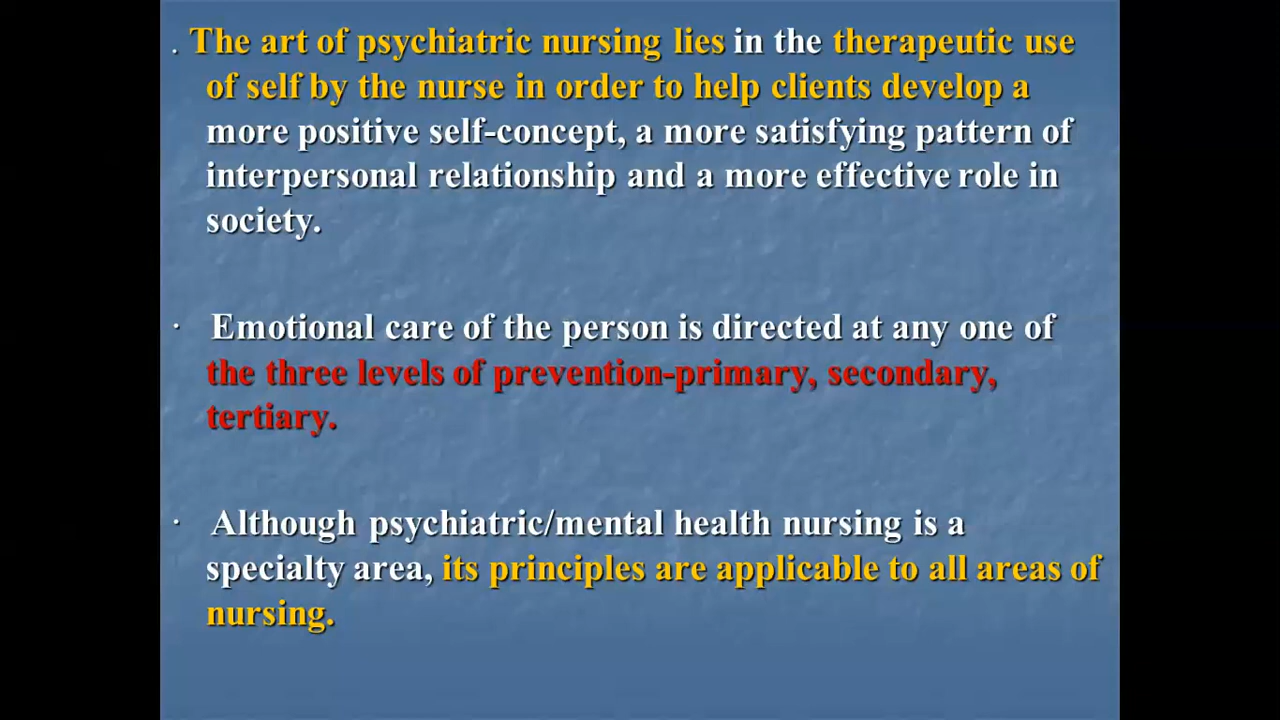 . The art of psychiatric nursing lies in the therapeutic use
of self by the nurse in order to help clients develop a
more positive self-concept, a more satisfying pattern of
interpersonal relationship and a more effective role in
society.
· Emotional care of the person is directed at any one of
the three levels of prevention-primary, secondary,
tertiary.
· Although psychiatric/mental health nursing is a
specialty area, its principles are applicable to all areas of
nursing.